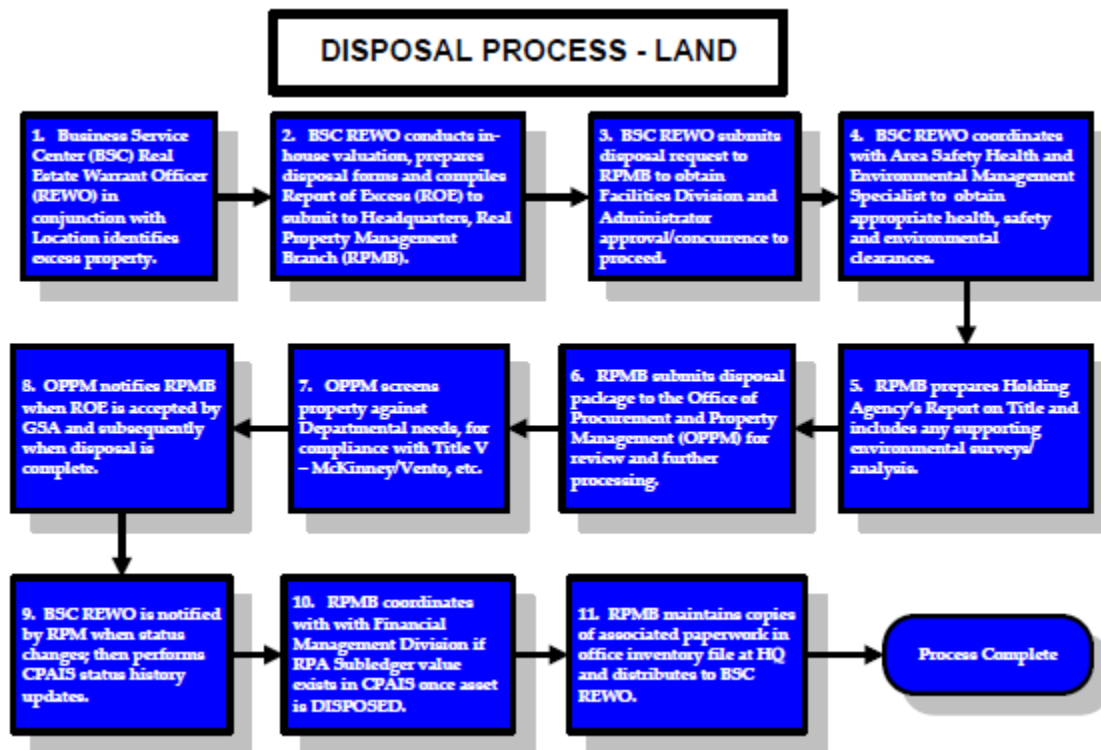 DISPOSAL PROCESS - LAND
1. Business Service
Center (BSC) Real
Estate Warrant Officer
(REWO) in
conjunction with
Location identifies
excess property.
2. BSC REWO conducts in-
house valuation, prepares
disposal forms and compiles
Report of Excess (ROE) to
submit to Headquarters, Real
Property Management
Branch (RPMB).
3. BSC REWO submits
disposal request to
RPMB to obtain
Facilities Division and
Administrator
approval/concurrence to
proceed.
4. BSC REWO coordinates
with Area Safety Health and
Environmental Management
Specialist to obtain
appropriate health, safety
and environmental
clearances.
8. OPPM notifies RPMB
when ROE is accepted by
GSA and subsequently
when disposal is
complete.
7. OPPM screens
property against
Departmental needs, for
compliance with Title V
– McKinney/Vento, etc.
6. RPMB submits disposal
package to the Office of
Procurement and Property
Management (OPPM) for
review and further
processing.
5. RPMB prepares Holding
Agency's Report on Title and
includes any supporting
environmental surveys/
analysis.
9. BSC REWO is notified
by RPM when status
changes; then performs
CPAIS status history
updates.
10. RPMB coordinates
with with Financial
Management Division if
RPA Subledger value
exists in CPAIS once asset
is DISPOSED.
11. RPMB maintains copies
of associated paperwork in
office inventory file at HQ
and distributes to BSC
REWO.
Process Complete